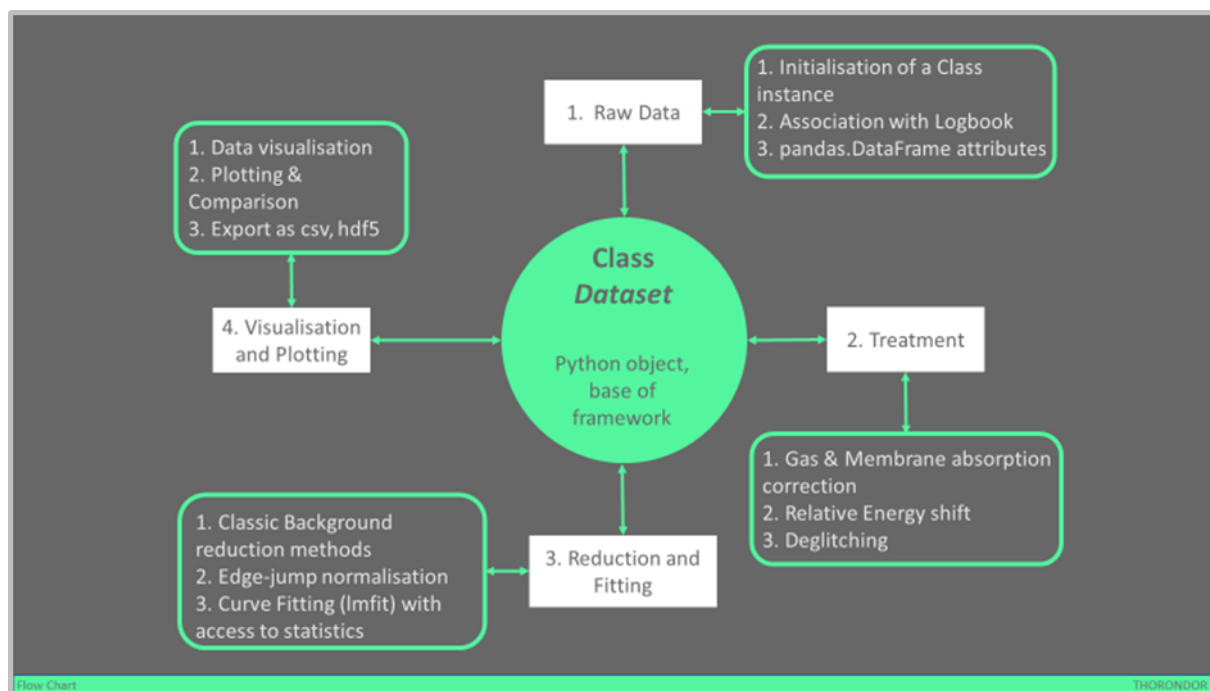 1. Raw Data
1. Initialisation of a Class
instance
2. Association with Logbook
3. pandas.DataFrame attributes
1. Data visualisation
2. Plotting &
Comparison
3. Export as csv, hdf5
Class
Dataset
Python object,
base of
framework
4. Visualisation
and Plotting
2. Treatment
1. Gas & Membrane absorption
correction
2. Relative Energy shift
3. Deglitching
1. Classic Background
reduction methods
2. Edge-jump normalisation
3. Curve Fitting (lmfit) with
access to statistics
3. Reduction and
Fitting
Flow Chart
THORONDOR